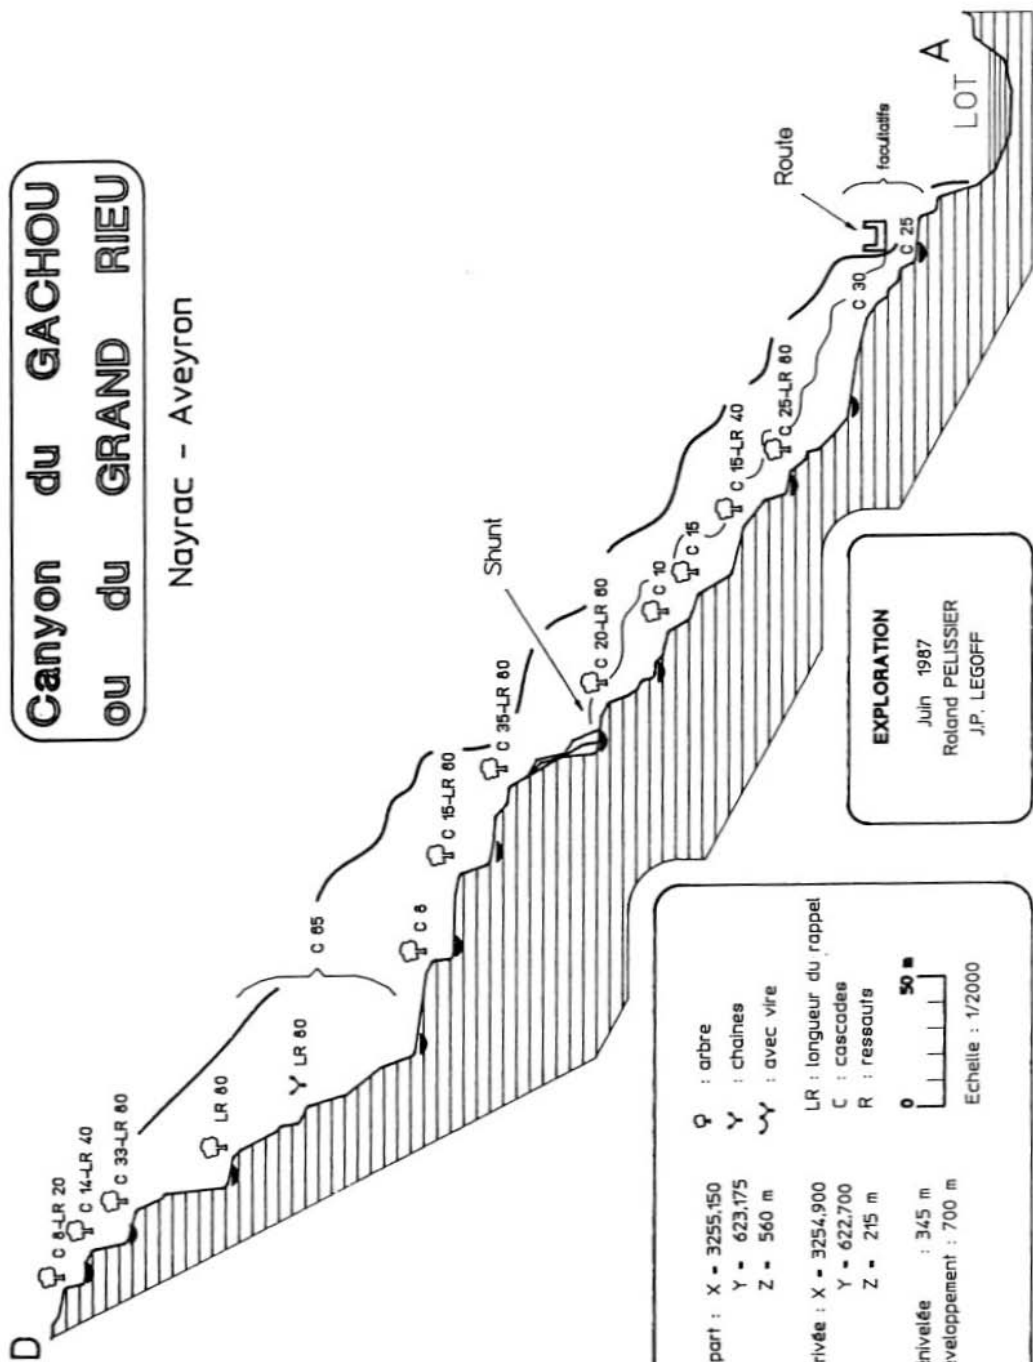 Canyon du GACHOU
ou du GRAND RIEU
Nayrac - Aveyron
D
C 8-LR 20
C 14-LR 40
C 33-LR 60
LR 60
LR 60
C 65
C 6
C 15-LR 60
C 35-LR 80
Shunt
C 20-LR 60
C 10
C 15
C 15-LR 40
C 25-LR 60
C 30
C 25
Route
facultatifs
A
LOT
EXPLORATION
Juin 1987
Roland PELISSIER
J.P. LEGOFF
part : X = 3255,150
Y = 623,175
Z = 560 m
rivée : X = 3254,900
Y = 622,700
Z = 215 m
nivelée : 345 m
veloppement : 700 m
: arbre
Y : chaines
: avec vire
LR : longueur du rappel
C : cascades
R : ressauts
0 50 m
Echelle : 1/2000